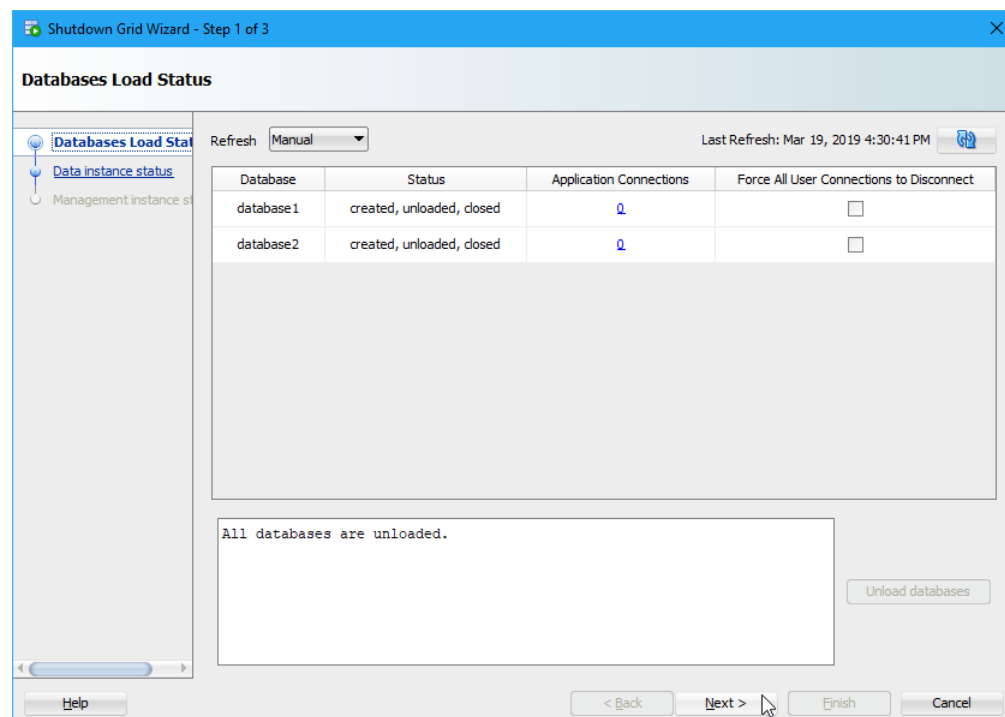 Shutdown Grid Wizard - Step 1 of 3
Databases Load Status
Databases Load Stat
Data instance status
Management instance st
Refresh Manual Last Refresh: Mar 19, 2019 4:30:41 PM
Database Status Application Connections Force All User Connections to Disconnect
database1 created, unloaded, closed 0
database2 created, unloaded, closed 0
All databases are unloaded.
Unload databases
Help < Back Next > Finish Cancel